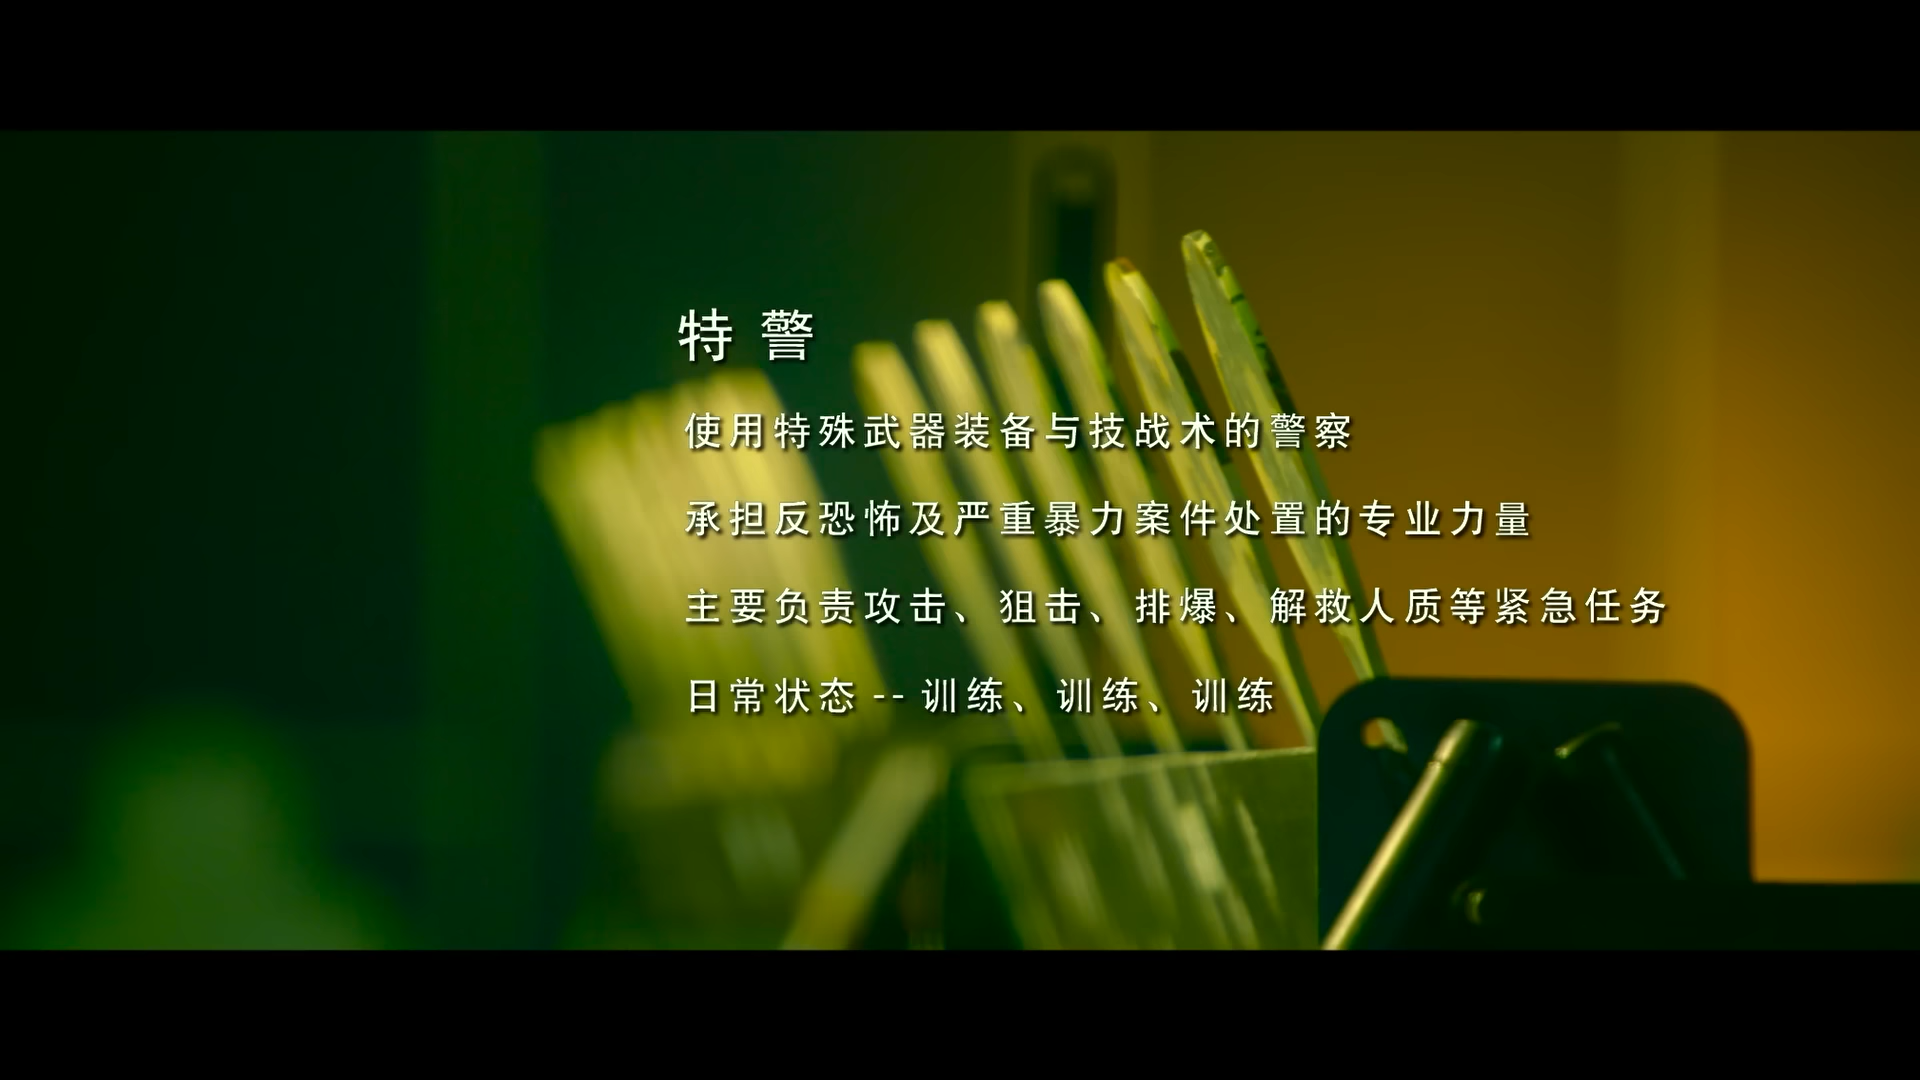 特警
使用特殊武器装备与技战术的警察
承担反恐怖及严重暴力案件处置的专业力量
主要负责攻击、狙击、排爆、解救人质等紧急任务
日常状态 -- 训练、训练、训练